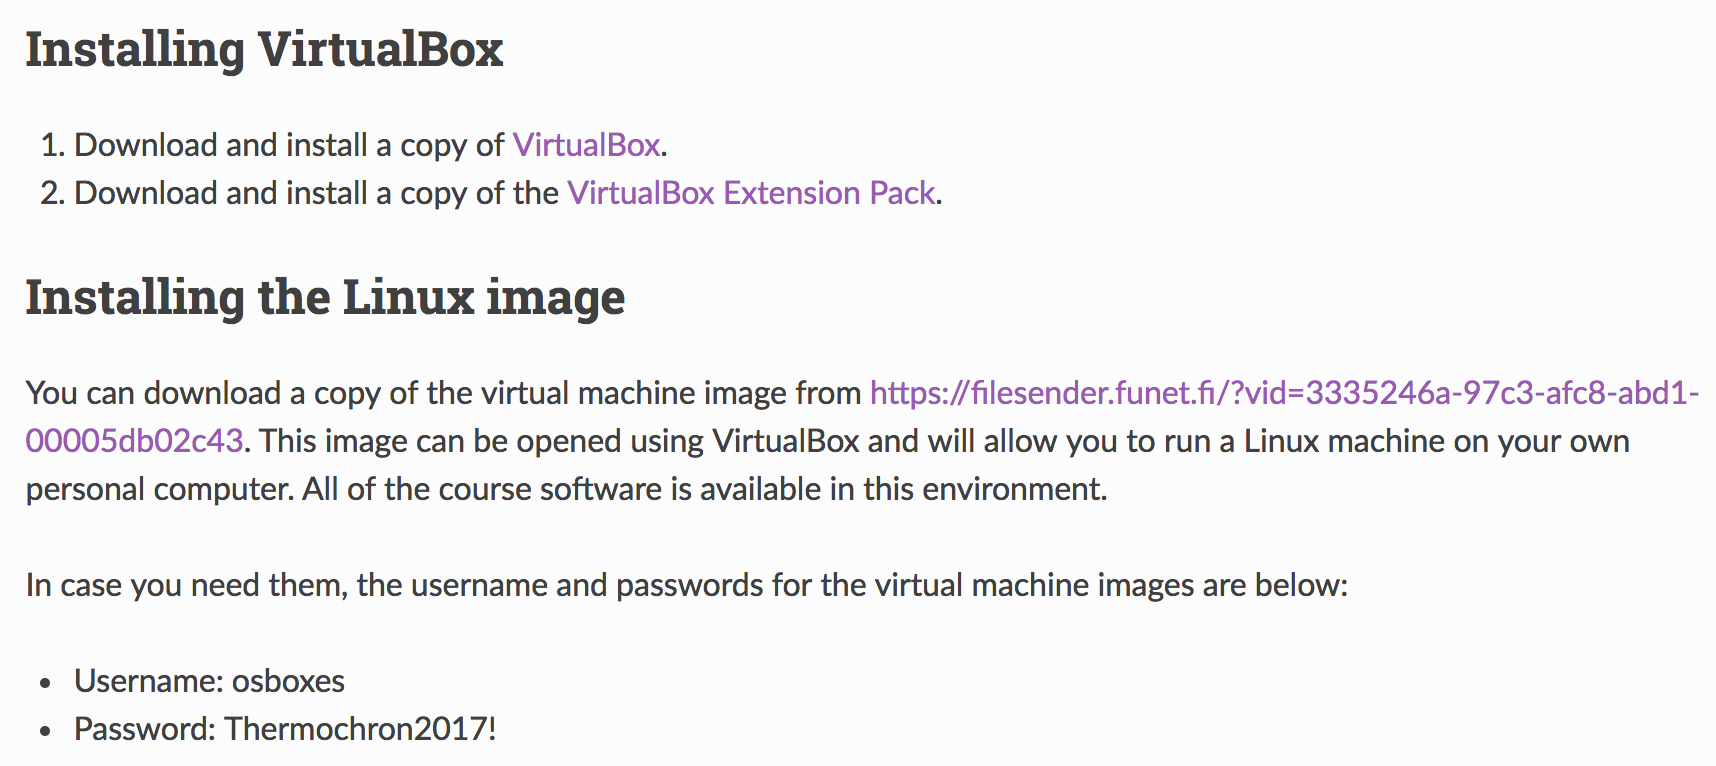 Installing VirtualBox
1. Download and install a copy of VirtualBox.
2. Download and install a copy of the VirtualBox Extension Pack.
Installing the Linux image
You can download a copy of the virtual machine image from https://filesender.funet.fi/?vid=3335246a-97c3-afc8-abd1-
00005db02c43. This image can be opened using VirtualBox and will allow you to run a Linux machine on your own
personal computer. All of the course software is available in this environment.
In case you need them, the username and passwords for the virtual machine images are below:
• Username: osboxes
• Password: Thermochron2017!